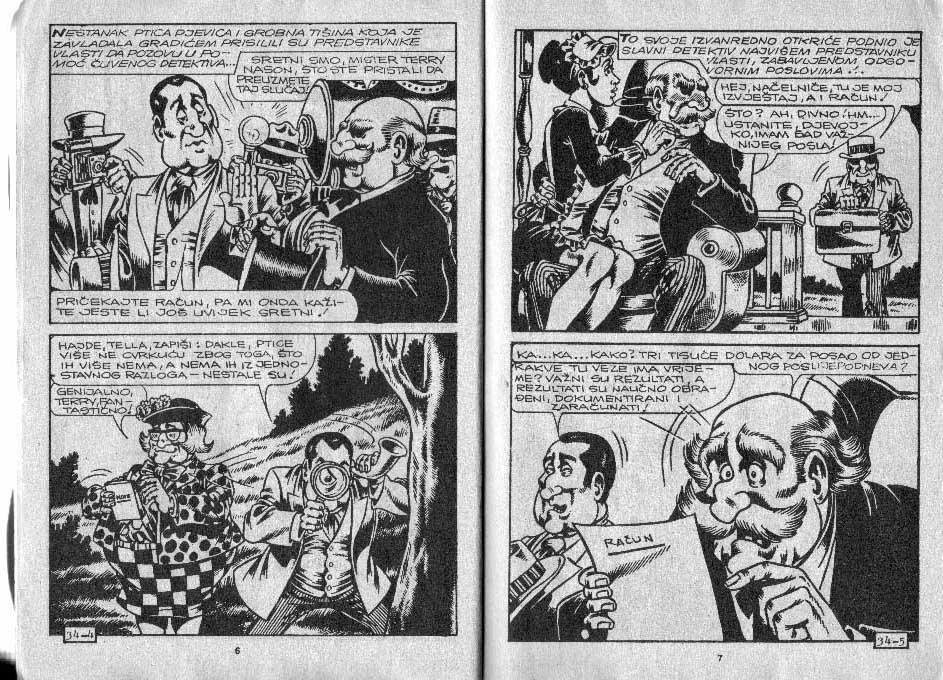 NESTANAK PTICA PJEVICA I GROBNA TIŠINA KOJA JE
ZAVLADALA GRADIĆEM PRISILILI SU PREDSTAVNIKE
VLASTI DA POZOVU U PO-
MOĆ ČUVENOG DETEKTIVA...
SRETNI SMO, MISTER TERRY
NASON, ŠTO STE PRISTALI DA
PREUZMETE
TAJ SLUČAJ!
PRIČEKAJTE RAČUN, PA MI ONDA KAŽI-
TE JESTE LI JOŠ UVIJEK SRETNI!
HAJDE, TELLA, ZAPIŠI: DAKLE, PTICE
VIŠE NE CVRKUĆU ZBOG TOGA, ŠTO
IH VIŠE NEMA, A NEMA IH IZ JEDNO-
STAVNOG RAZLOGA - NESTALE SU!
GENIJALNO,
TERRY, FAN-
TASTIČNO!
34-4
6
TO SVOJE IZVANREDNO OTKRIĆE PODNIO JE
SLAVNI DETEKTIV NAJVIŠEM PREDSTAVNIKU
VLASTI, ZABAVLJENOM ODGO-
VORNIM POSLOVIMA...
HEJ, NAČELNIČE, TU JE MOJ
IZVJEŠTAJ, A I RAČUN!
ŠTO? AH, DIVNO! HM...
USTANITE, DJEVOJ-
KO, IMAM SAD VAŽ-
NIJEG POSLA!
KA...KA...KAKO? TRI TISUĆE DOLARA ZA POSAO OD JED-
NOG POSLIJEPODNEVA?
KAKVE TU VEZE IMA VRIJE-
ME? VAŽNI SU REZULTATI, A
REZULTATI SU NAUČNO OBRA-
ĐENI, DOKUMENTIRANI I
ZARAČUNATI!
RAČUN
34-5
7